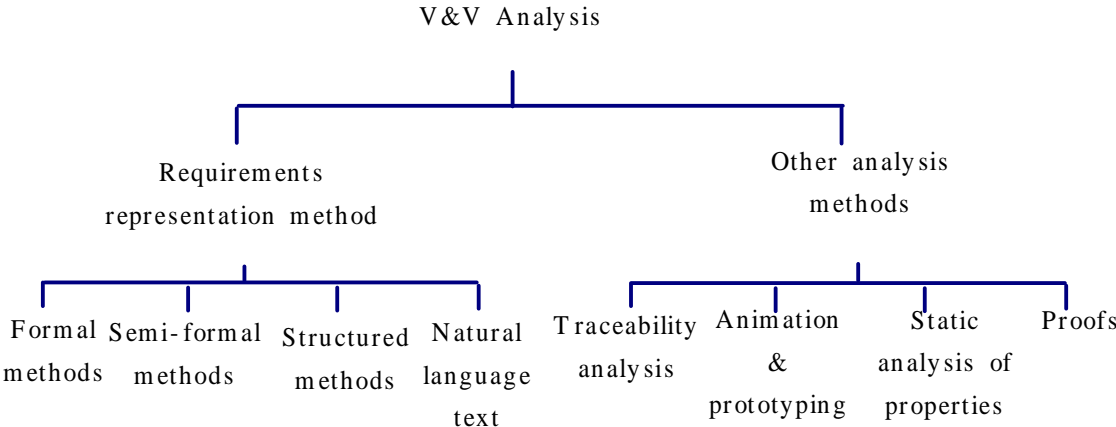 V&V Analysis
Requirements
representation method
Other analysis
methods
Formal
methods
Semi-formal
methods
Structured
methods
Natural
language
text
Traceability
analysis
Animation
&
prototyping
Static
analysis of
properties
Proofs